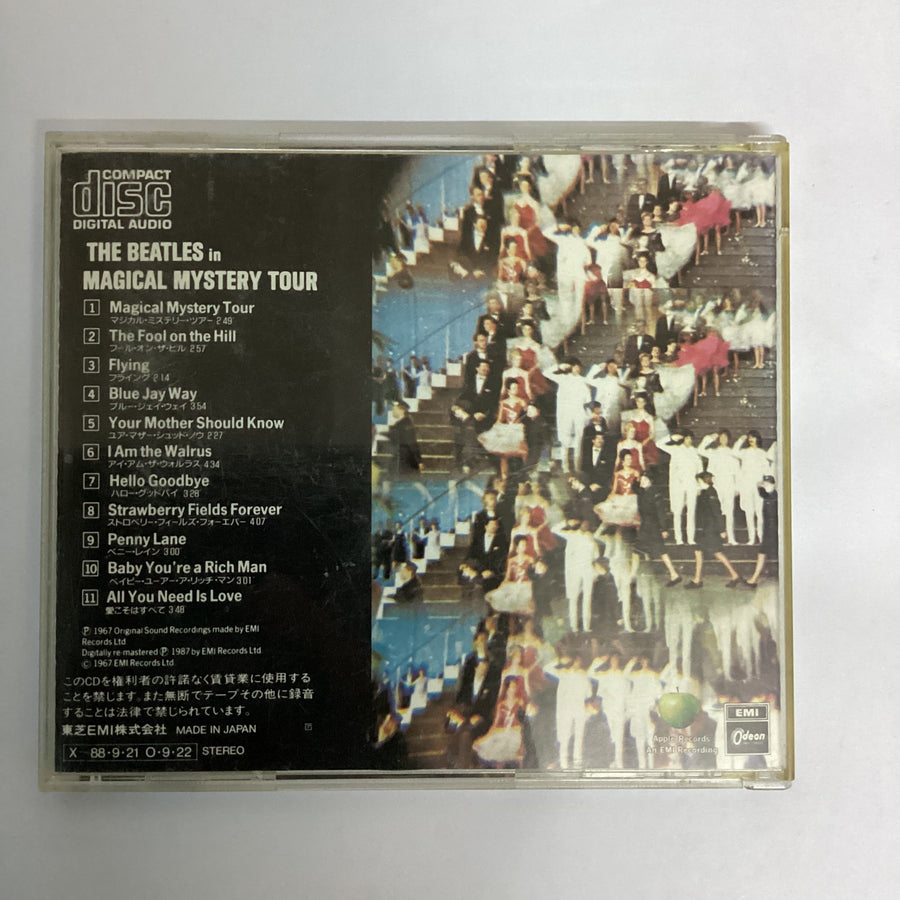 COMPACT
disc
DIGITAL AUDIO
THE BEATLES in
MAGICAL MYSTERY TOUR
1 Magical Mystery Tour
マジカル・ミステリー・ツアー 2:49
2 The Fool on the Hill
フール・オン・ザ・ヒル 2:57
3 Flying
フライング 2:14
4 Blue Jay Way
ブルー・ジェイ・ウェイ 3:54
5 Your Mother Should Know
ユア・マザー・シュッド・ノウ 2:27
6 I Am the Walrus
アイ・アム・ザ・ウォルラス 4:34
7 Hello Goodbye
ハロー・グッドバイ 3:28
8 Strawberry Fields Forever
ストロベリー・フィールズ・フォーエバー 4:07
9 Penny Lane
ペニー・レイン 3:00
10 Baby You're a Rich Man
ベイビー・ユーアー・ア・リッチ・マン 3:01
11 All You Need Is Love
愛こそはすべて 3:48
Ⓟ 1967 Original Sound Recordings made by EMI
Records Ltd
Digitally re-mastered Ⓟ 1987 by EMI Records Ltd.
© 1967 EMI Records Ltd
このCDを権利者の許諾なく賃貸業に使用する
ことを禁じます。また無断でテープその他に録音
することは法律で禁じられています。
東芝EMI株式会社 MADE IN JAPAN
X-88・9・21 O・9・22 STEREO
Apple Records
An EMI Recording
EMI
Odeon